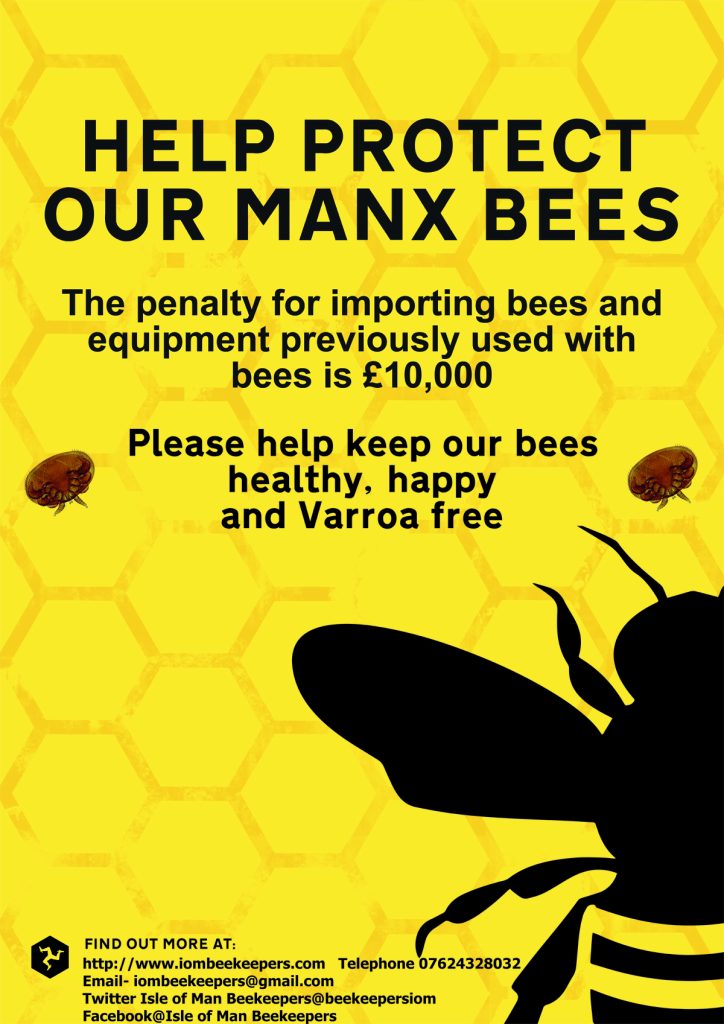 HELP PROTECT
OUR MANX BEES
The penalty for importing bees and
equipment previously used with
bees is £10,000
Please help keep our bees
healthy, happy
and Varroa free
FIND OUT MORE AT:
http://www.iombeekeepers.com Telephone 07624328032
Email- iombeekeepers@gmail.com
Twitter Isle of Man Beekeepers@beekeepersiom
Facebook@Isle of Man Beekeepers